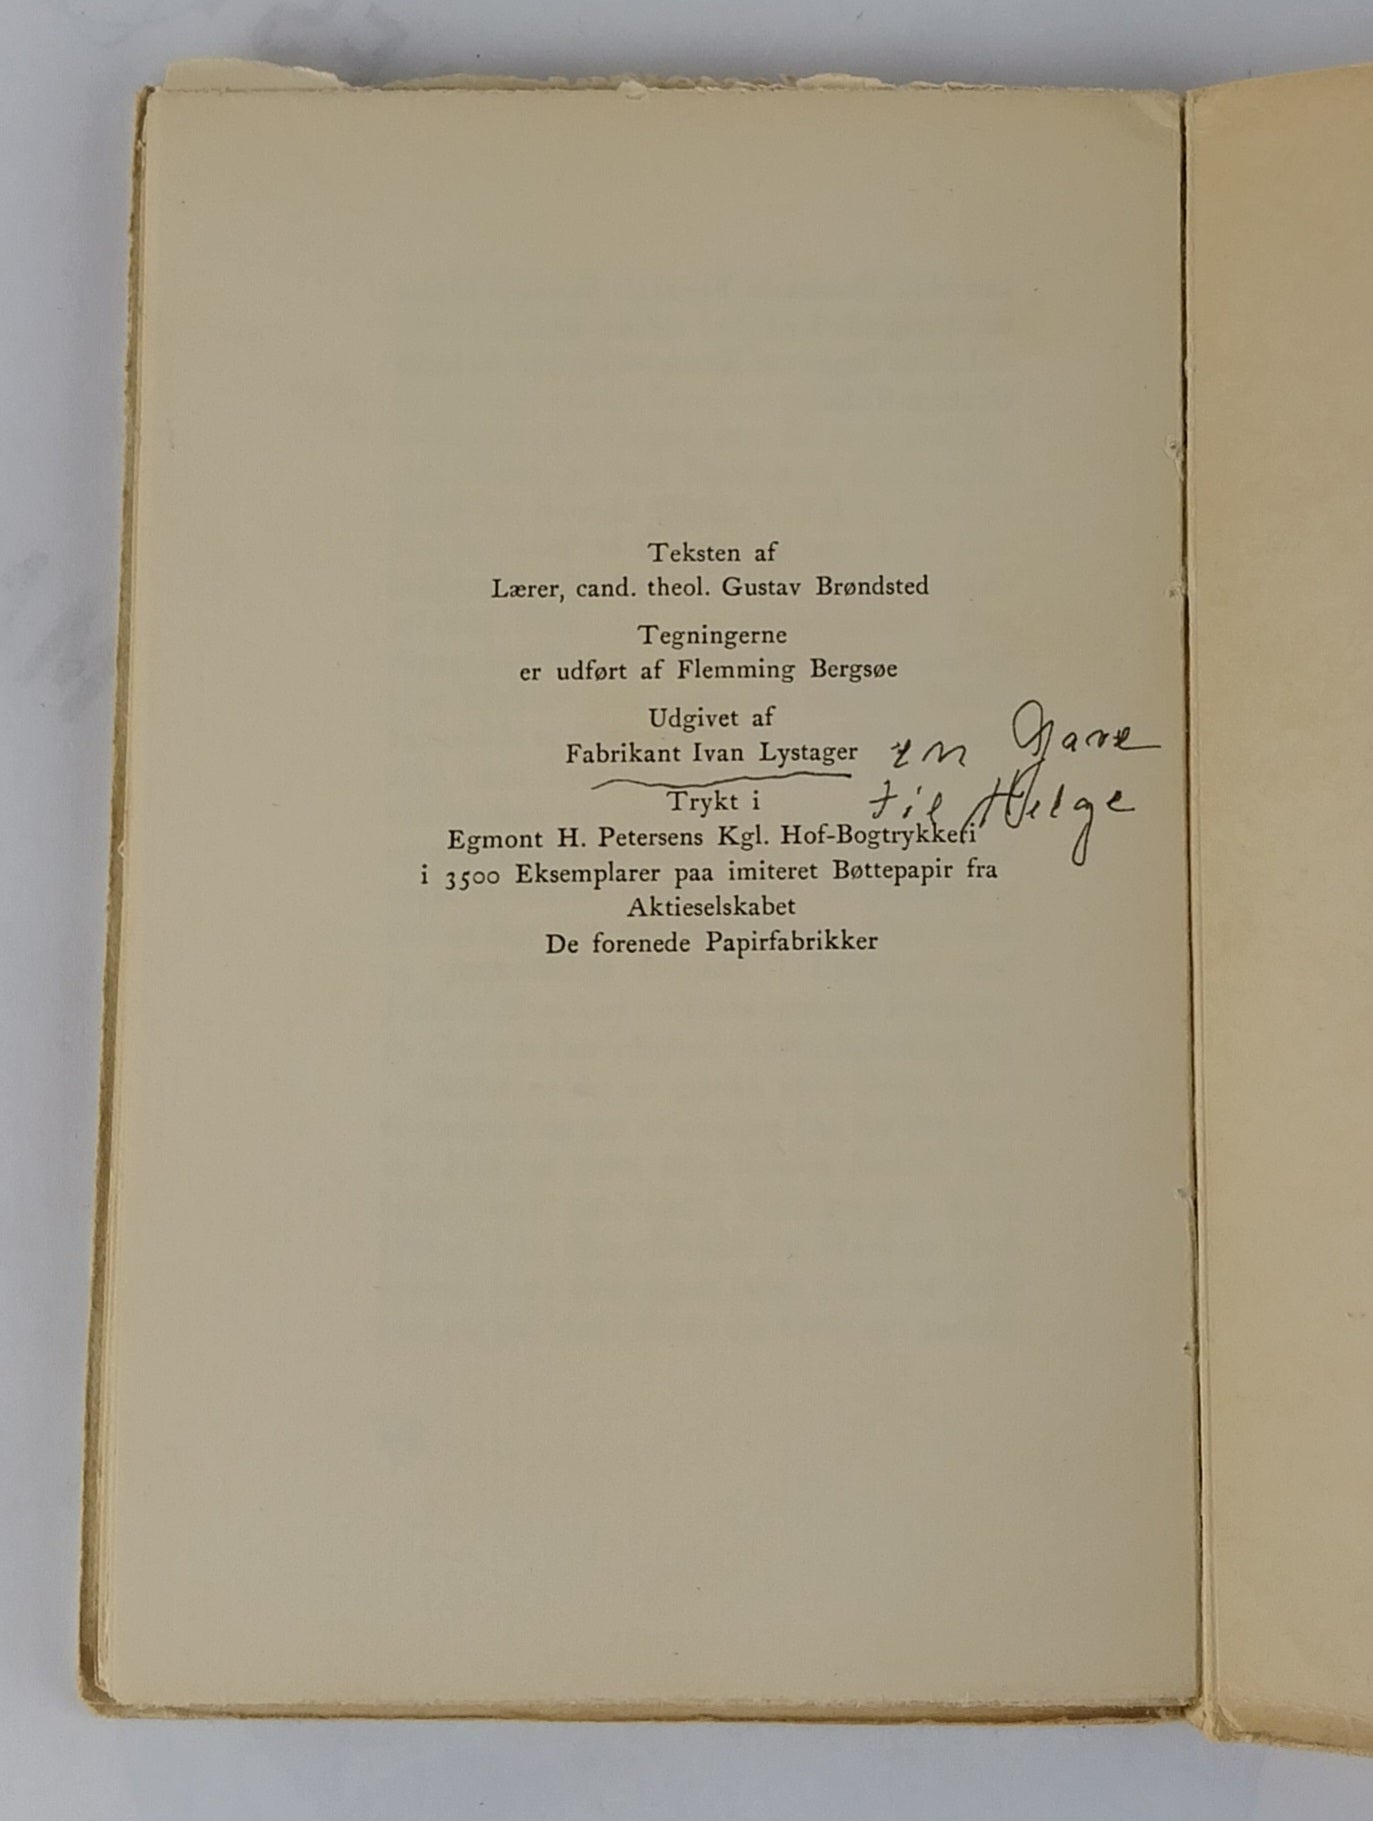 Teksten af
Lærer, cand. theol. Gustav Brøndsted
Tegningerne
er udført af Flemming Bergsøe
Udgivet af
Fabrikant Ivan Lystager en Gave
til Helge
Trykt i
Egmont H. Petersens Kgl. Hof-Bogtrykkeri
i 3500 Eksemplarer paa imiteret Bøttepapir fra
Aktieselskabet
De forenede Papirfabrikker